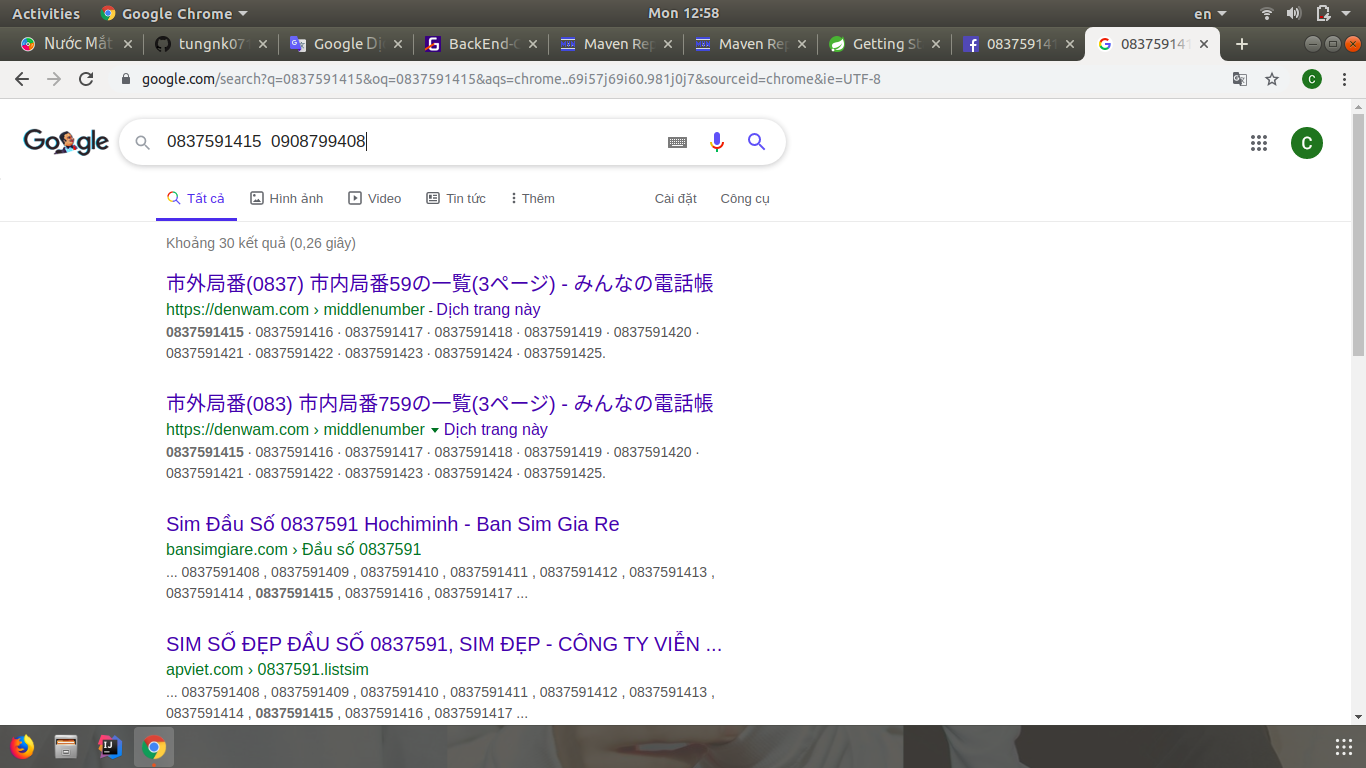 Activities Google Chrome Mon 12:58 en
Nước Mắt tungnk07 Google Dị BackEnd- Maven Rep Maven Rep Getting St 083759141 083759141
google.com/search?q=0837591415&oq=0837591415&aqs=chrome..69i57j69i60.981j0j7&sourceid=chrome&ie=UTF-8 C
Google 0837591415 0908799408 C
Tất cả Hình ảnh Video Tin tức Thêm Cài đặt Công cụ
Khoảng 30 kết quả (0,26 giây)
市外局番(0837) 市内局番59の一覧(3ページ) - みんなの電話帳
https://denwam.com › middlenumber - Dịch trang này
0837591415 · 0837591416 · 0837591417 · 0837591418 · 0837591419 · 0837591420 ·
0837591421 · 0837591422 · 0837591423 · 0837591424 · 0837591425.
市外局番(083) 市内局番759の一覧(3ページ) - みんなの電話帳
https://denwam.com › middlenumber Dịch trang này
0837591415 · 0837591416 · 0837591417 · 0837591418 · 0837591419 · 0837591420 ·
0837591421 · 0837591422 · 0837591423 · 0837591424 · 0837591425.
Sim Đầu Số 0837591 Hochiminh - Ban Sim Gia Re
bansimgiare.com › Đầu số 0837591
... 0837591408 , 0837591409 , 0837591410 , 0837591411 , 0837591412 , 0837591413 ,
0837591414 , 0837591415 , 0837591416 , 0837591417 ...
SIM SỐ ĐẸP ĐẦU SỐ 0837591, SIM ĐẸP - CÔNG TY VIỄN ...
apviet.com › 0837591.listsim
... 0837591408 , 0837591409 , 0837591410 , 0837591411 , 0837591412 , 0837591413 ,
0837591414 , 0837591415 , 0837591416 , 0837591417 ...